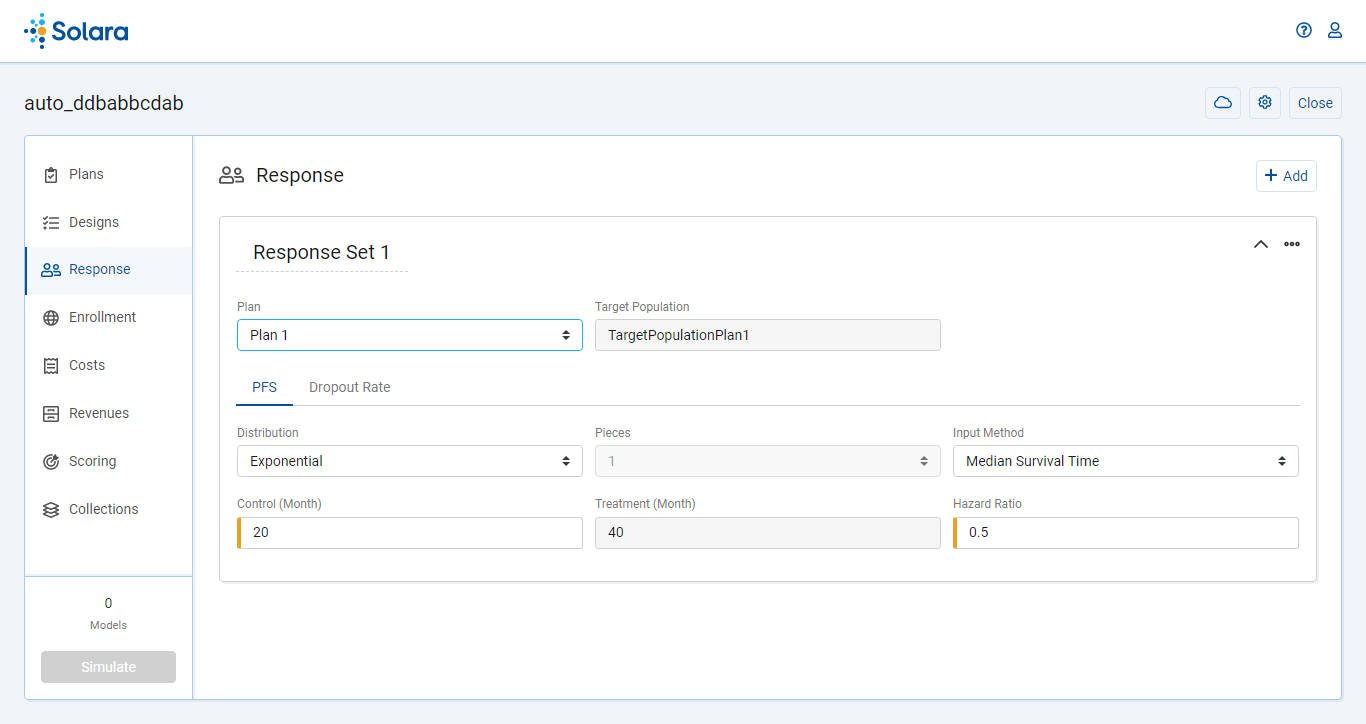 Solara
auto_ddbabbcdab
Close
Plans
Designs
Response
Enrollment
Costs
Revenues
Scoring
Collections
0
Models
Simulate
Response
Add
Response Set 1
Plan
Target Population
Plan 1
TargetPopulationPlan1
PFS
Dropout Rate
Distribution
Pieces
Input Method
Exponential
1
Median Survival Time
Control (Month)
Treatment (Month)
Hazard Ratio
20
40
0.5